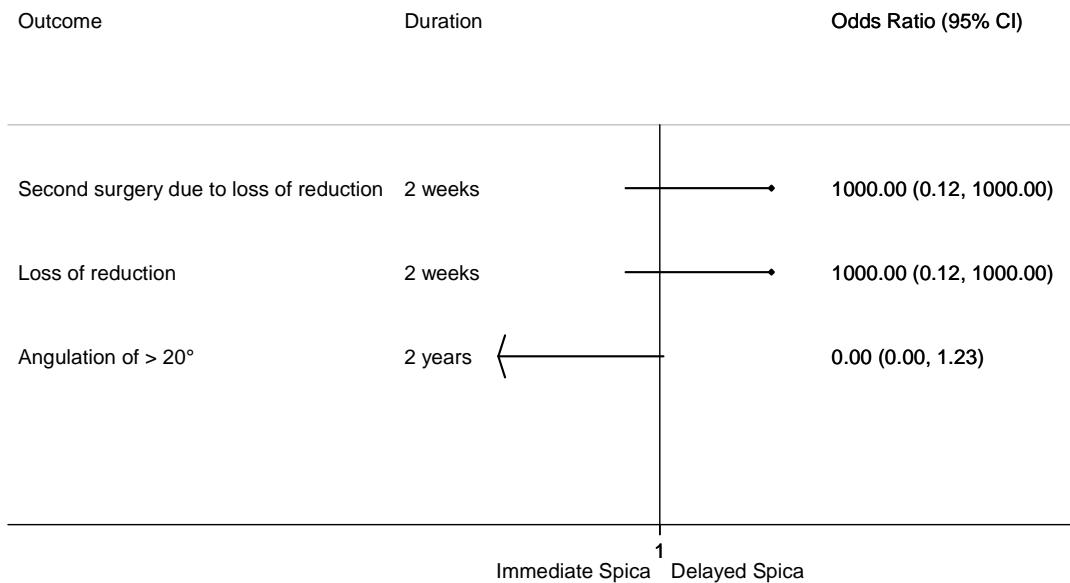 Outcome Duration Odds Ratio (95% CI)
Second surgery due to loss of reduction 2 weeks 1000.00 (0.12, 1000.00)
Loss of reduction 2 weeks 1000.00 (0.12, 1000.00)
Angulation of > 20° 2 years 0.00 (0.00, 1.23)
1
Immediate Spica Delayed Spica